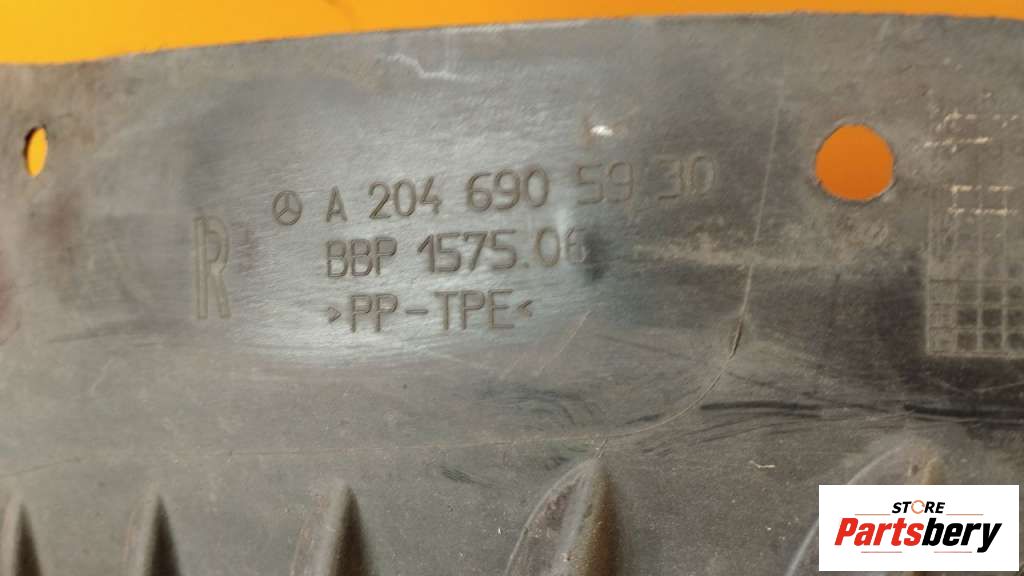 A 204 690 59 30
R
BBP 1575.06
>PP-TPE<
STORE
Partsbery